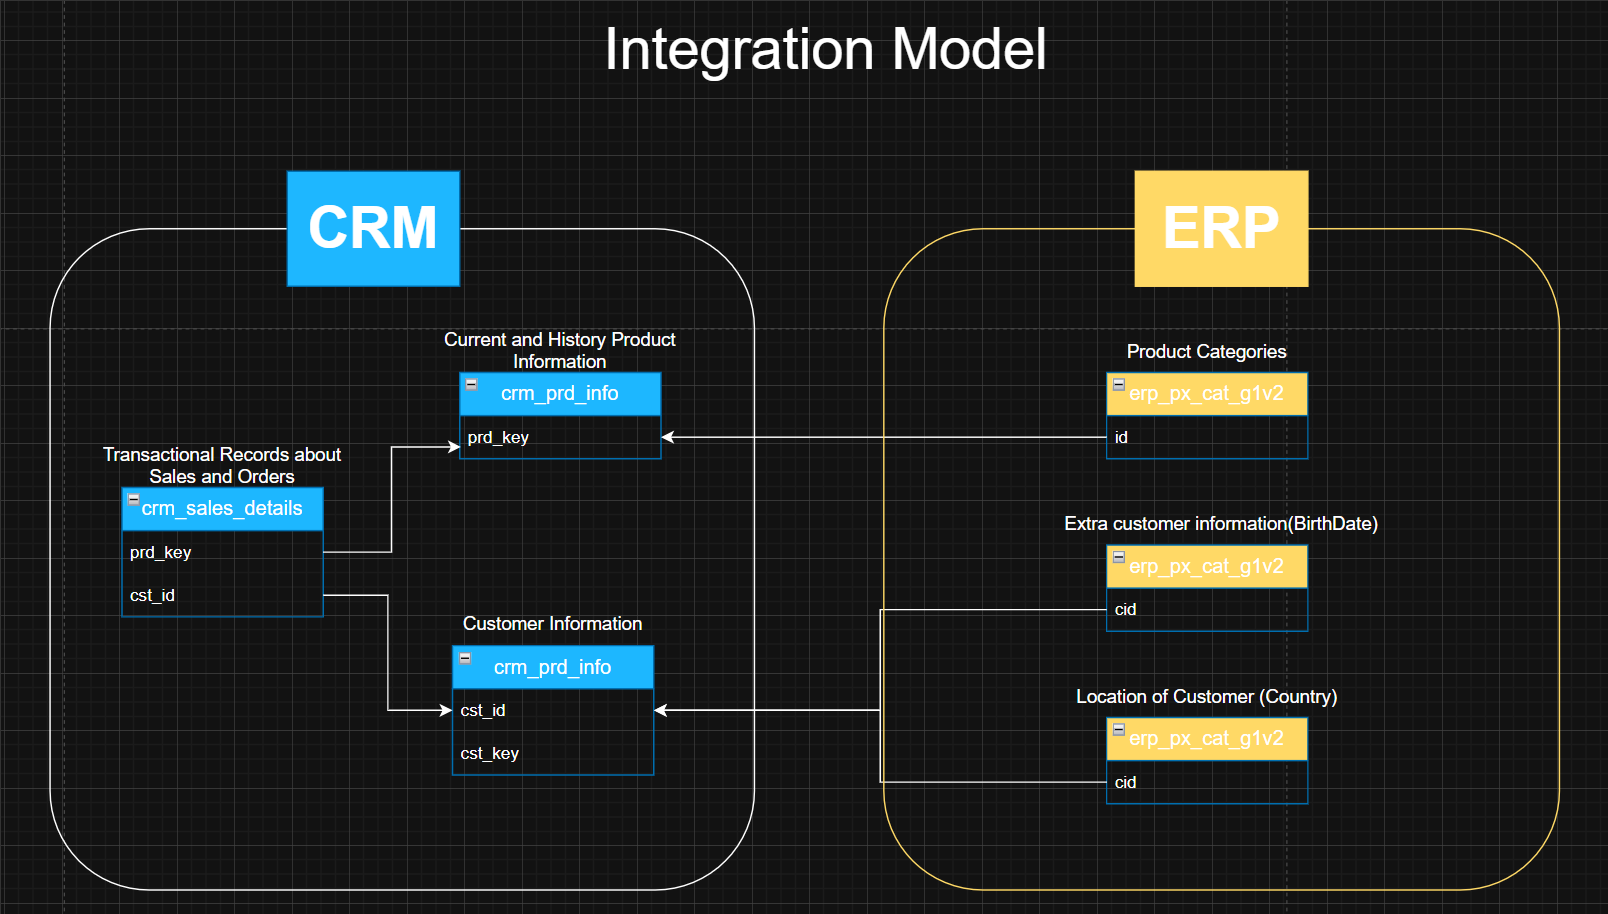 Integration Model
CRM
Current and History Product
Information
crm_prd_info
prd_key
Transactional Records about
Sales and Orders
crm_sales_details
prd_key
cst_id
Customer Information
crm_prd_info
cst_id
cst_key
ERP
Product Categories
erp_px_cat_g1v2
id
Extra customer information(BirthDate)
erp_px_cat_g1v2
cid
Location of Customer (Country)
erp_px_cat_g1v2
cid